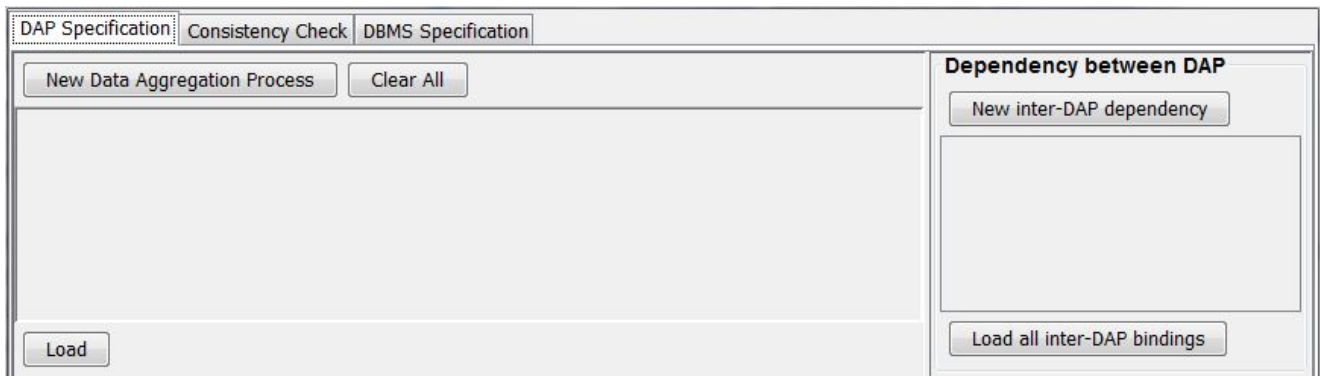 DAP Specification Consistency Check DBMS Specification
New Data Aggregation Process Clear All
Dependency between DAP
New inter-DAP dependency
Load
Load all inter-DAP bindings